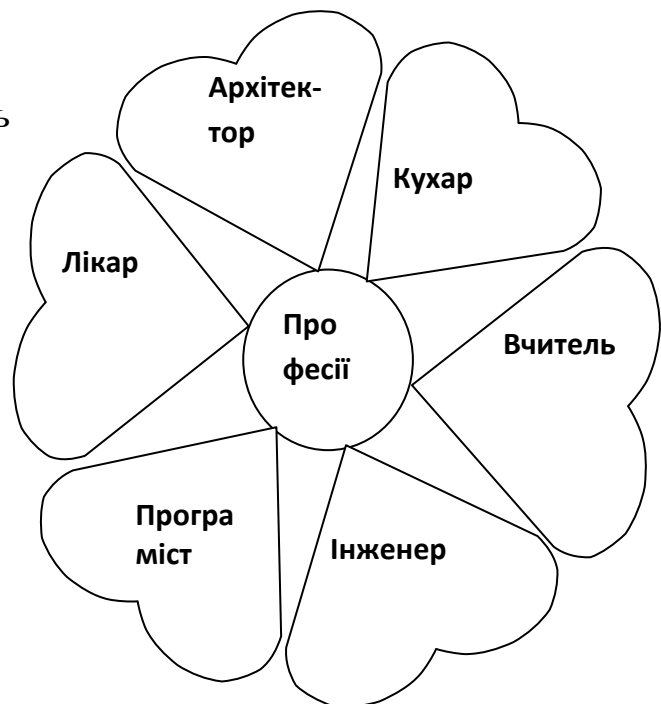 Архітек-
тор
ь
Кухар
Лікар
Про
фесії
Вчитель
Програ
міст
Інженер